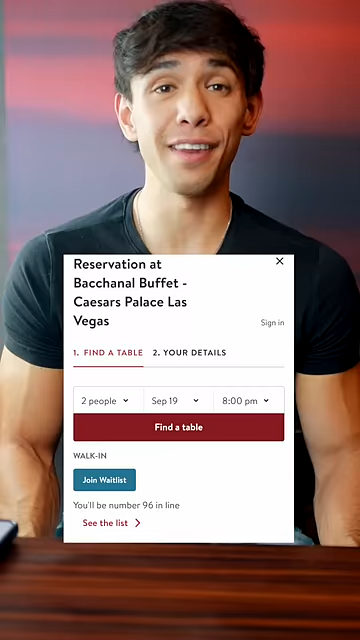 Reservation at
Bacchanal Buffet -
Caesars Palace Las
Vegas
Sign in
1. FIND A TABLE 2. YOUR DETAILS
2 people Sep 19 8:00 pm
Find a table
WALK-IN
Join Waitlist
You'll be number 96 in line
See the list